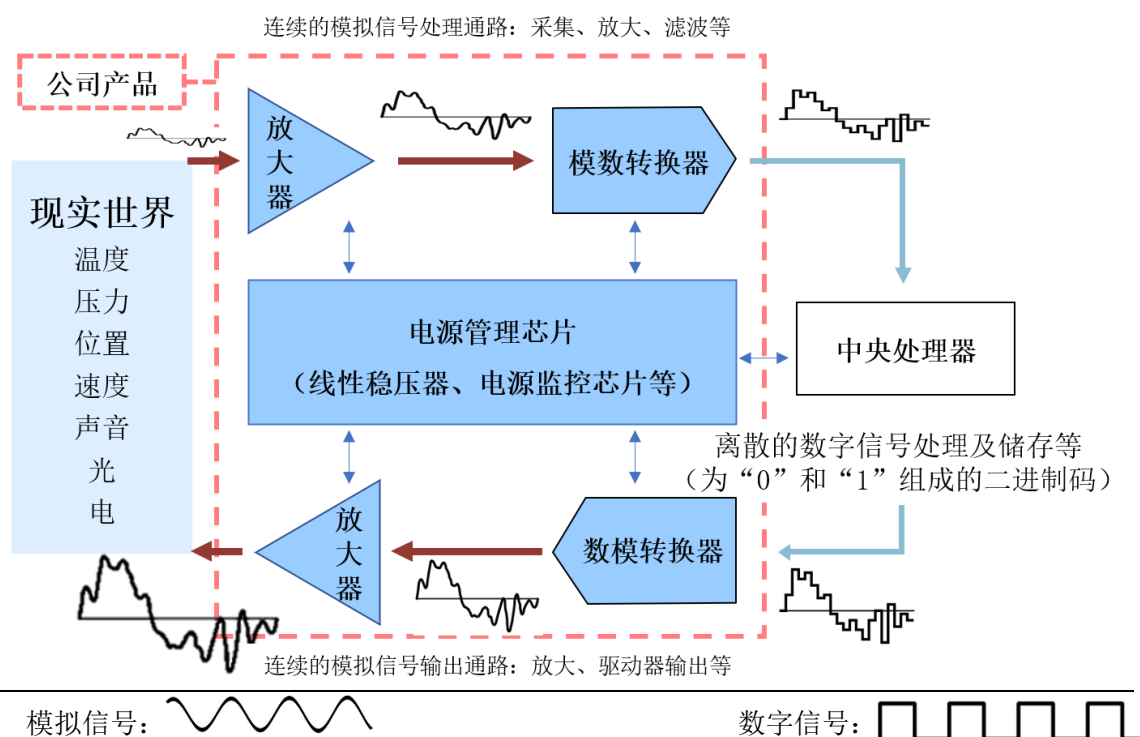 连续的模拟信号处理通路：采集、放大、滤波等
公司产品
放
大
器
模数转换器
现实世界
温度
压力
位置
速度
声音
光
电
电源管理芯片
（线性稳压器、电源监控芯片等）
中央处理器
离散的数字信号处理及储存等
（为“0”和“1”组成的二进制码）
放
大
器
数模转换器
连续的模拟信号输出通路：放大、驱动器输出等
模拟信号：
数字信号：